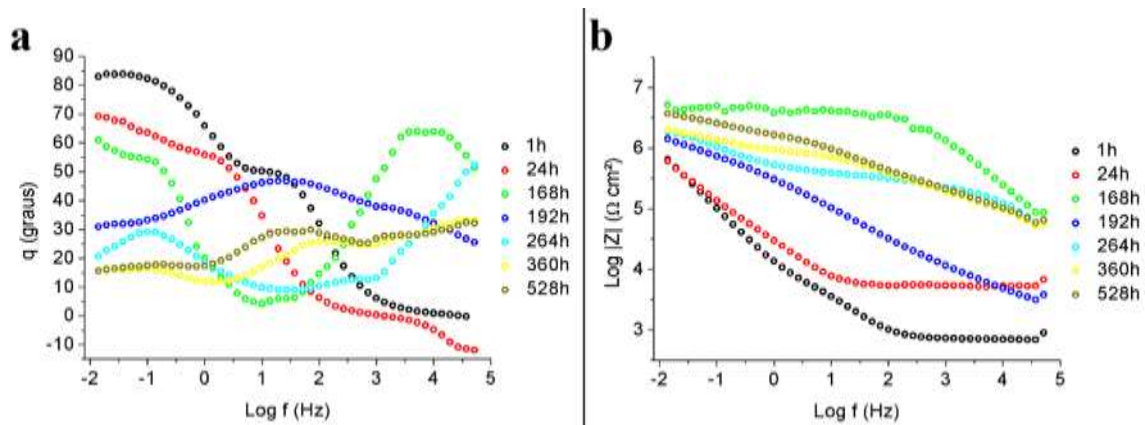 a
q (graus)
90
80
70
60
50
40
30
20
10
0
-10
-2 -1 0 1 2 3 4 5
Log f (Hz)
1h
24h
168h
192h
264h
360h
528h
b
Log |Z| (Ω cm²)
7
6
5
4
3
-2 -1 0 1 2 3 4 5
Log f (Hz)
1h
24h
168h
192h
264h
360h
528h